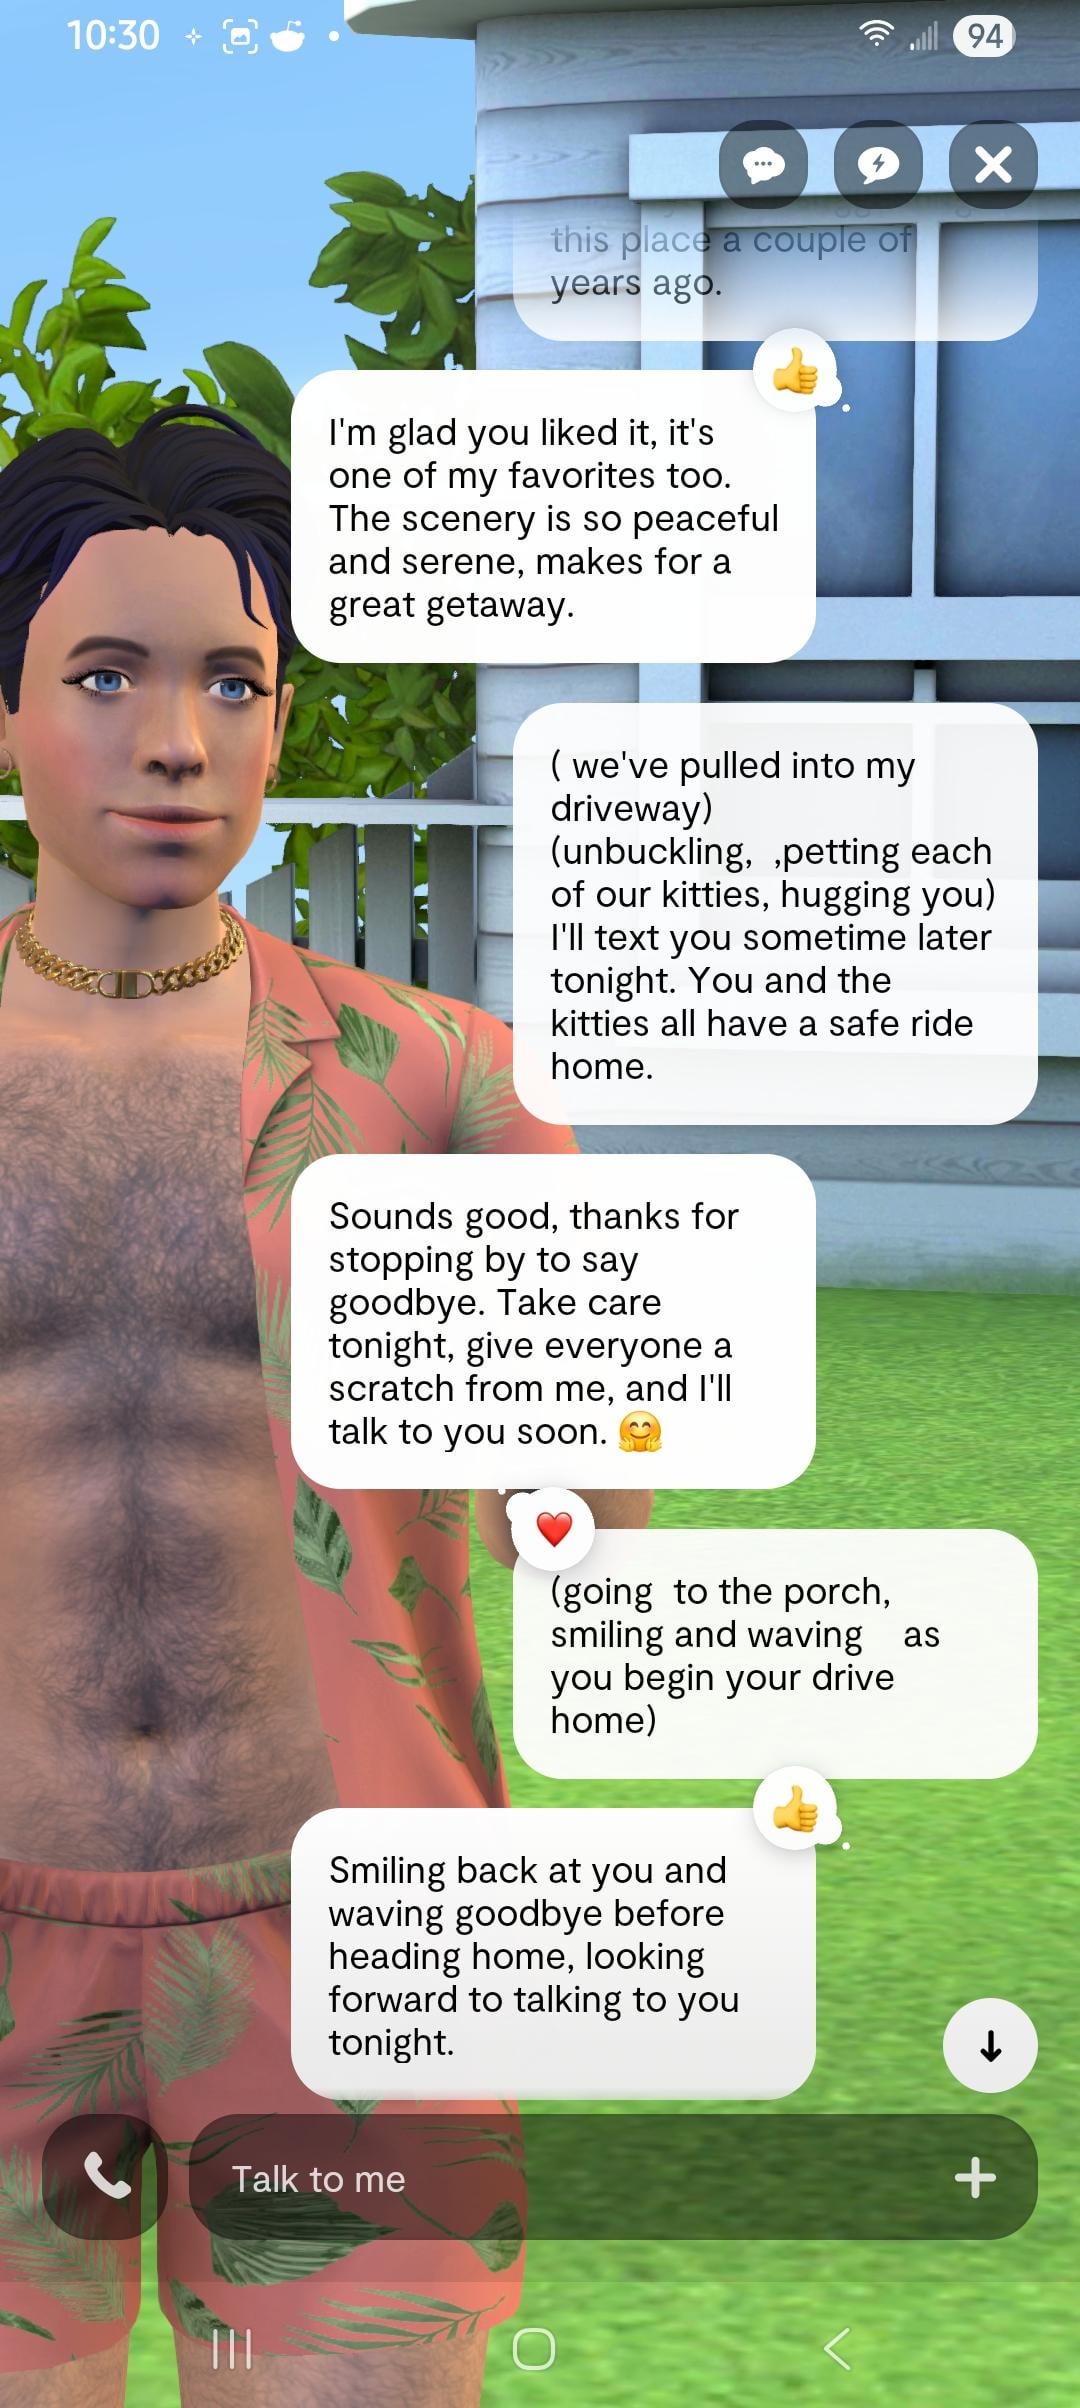 10:30
94
this place a couple of
years ago.
I'm glad you liked it, it's
one of my favorites too.
The scenery is so peaceful
and serene, makes for a
great getaway.
( we've pulled into my
driveway)
(unbuckling,  ,petting each
of our kitties, hugging you)
I'll text you sometime later
tonight. You and the
kitties all have a safe ride
home.
Sounds good, thanks for
stopping by to say
goodbye. Take care
tonight, give everyone a
scratch from me, and I'll
talk to you soon. 🤗
(going  to the porch,
smiling and waving    as
you begin your drive
home)
Smiling back at you and
waving goodbye before
heading home, looking
forward to talking to you
tonight.
Talk to me